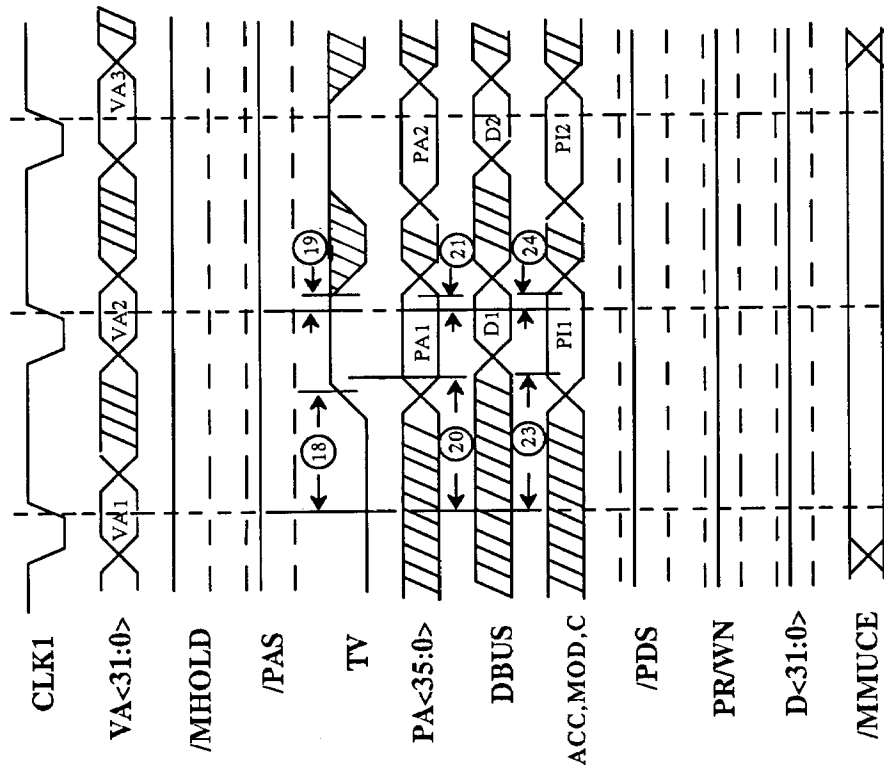 CLK1
VA<31:0>
VA1
VA2
VA3
/MHOLD
/PAS
TV
18
19
PA<35:0>
PA1
PA2
20
21
DBUS
D1
D2
23
24
ACC,MOD,C
PI1
PI2
/PDS
PR/WN
D<31:0>
/MMUCE